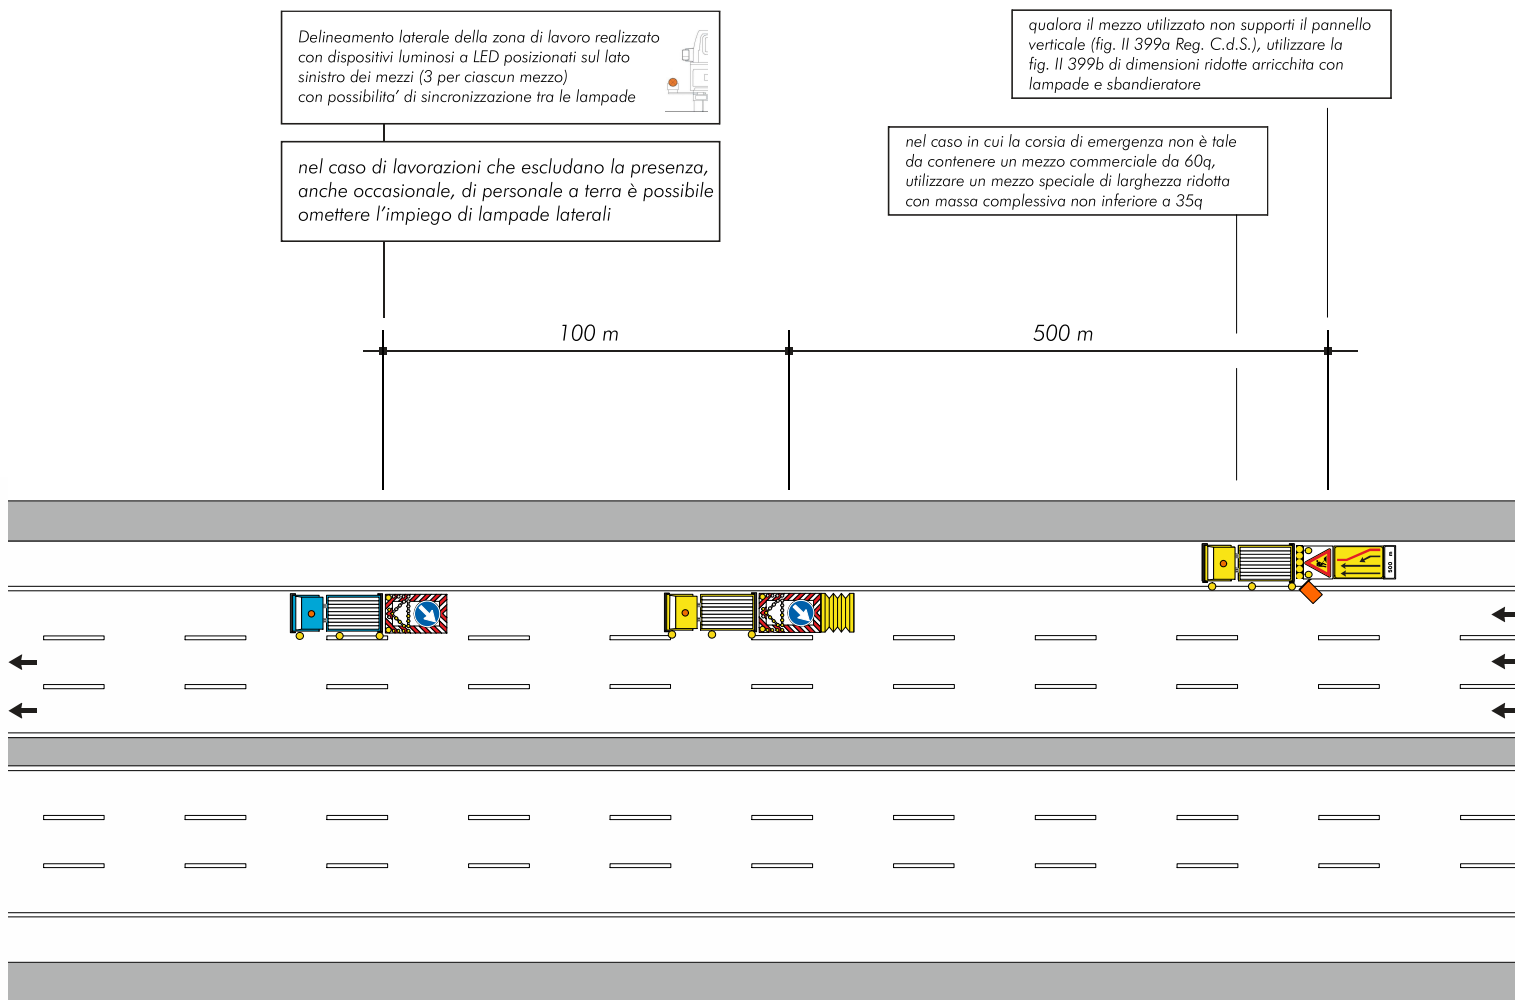 Delineamento laterale della zona di lavoro realizzato
con dispositivi luminosi a LED posizionati sul lato
sinistro dei mezzi (3 per ciascun mezzo)
con possibilita' di sincronizzazione tra le lampade
nel caso di lavorazioni che escludano la presenza,
anche occasionale, di personale a terra è possibile
omettere l'impiego di lampade laterali
qualora il mezzo utilizzato non supporti il pannello
verticale (fig. II 399a Reg. C.d.S.), utilizzare la
fig. II 399b di dimensioni ridotte arricchita con
lampade e sbandieratore
nel caso in cui la corsia di emergenza non è tale
da contenere un mezzo commerciale da 60q,
utilizzare un mezzo speciale di larghezza ridotta
con massa complessiva non inferiore a 35q
100 m
500 m
500 m